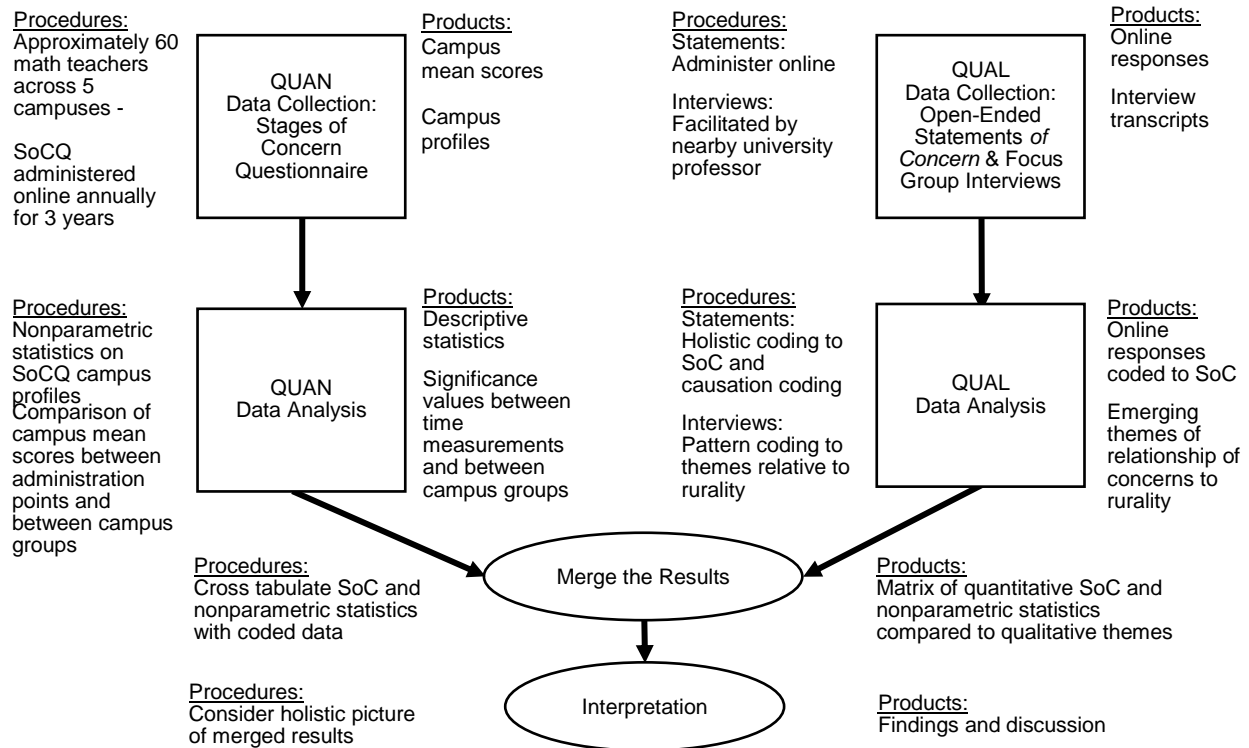 Procedures:
Approximately 60
math teachers
across 5
campuses -
SoCQ
administered
online annually
for 3 years
QUAN
Data Collection:
Stages of
Concern
Questionnaire
Products:
Campus
mean scores
Campus
profiles
Procedures:
Statements:
Administer online
Interviews:
Facilitated by
nearby university
professor
QUAL
Data Collection:
Open-Ended
Statements of
Concern & Focus
Group Interviews
Products:
Online
responses
Interview
transcripts
Procedures:
Nonparametric
statistics on
SoCQ campus
profiles
Comparison of
campus mean
scores between
administration
points and
between campus
groups
QUAN
Data Analysis
Products:
Descriptive
statistics
Significance
values between
time
measurements
and between
campus groups
Procedures:
Statements:
Holistic coding to
SoC and
causation coding
Interviews:
Pattern coding to
themes relative to
rurality
QUAL
Data Analysis
Products:
Online
responses
coded to SoC
Emerging
themes of
relationship of
concerns to
rurality
Procedures:
Cross tabulate SoC and
nonparametric statistics
with coded data
Merge the Results
Products:
Matrix of quantitative SoC and
nonparametric statistics
compared to qualitative themes
Procedures:
Consider holistic picture
of merged results
Interpretation
Products:
Findings and discussion